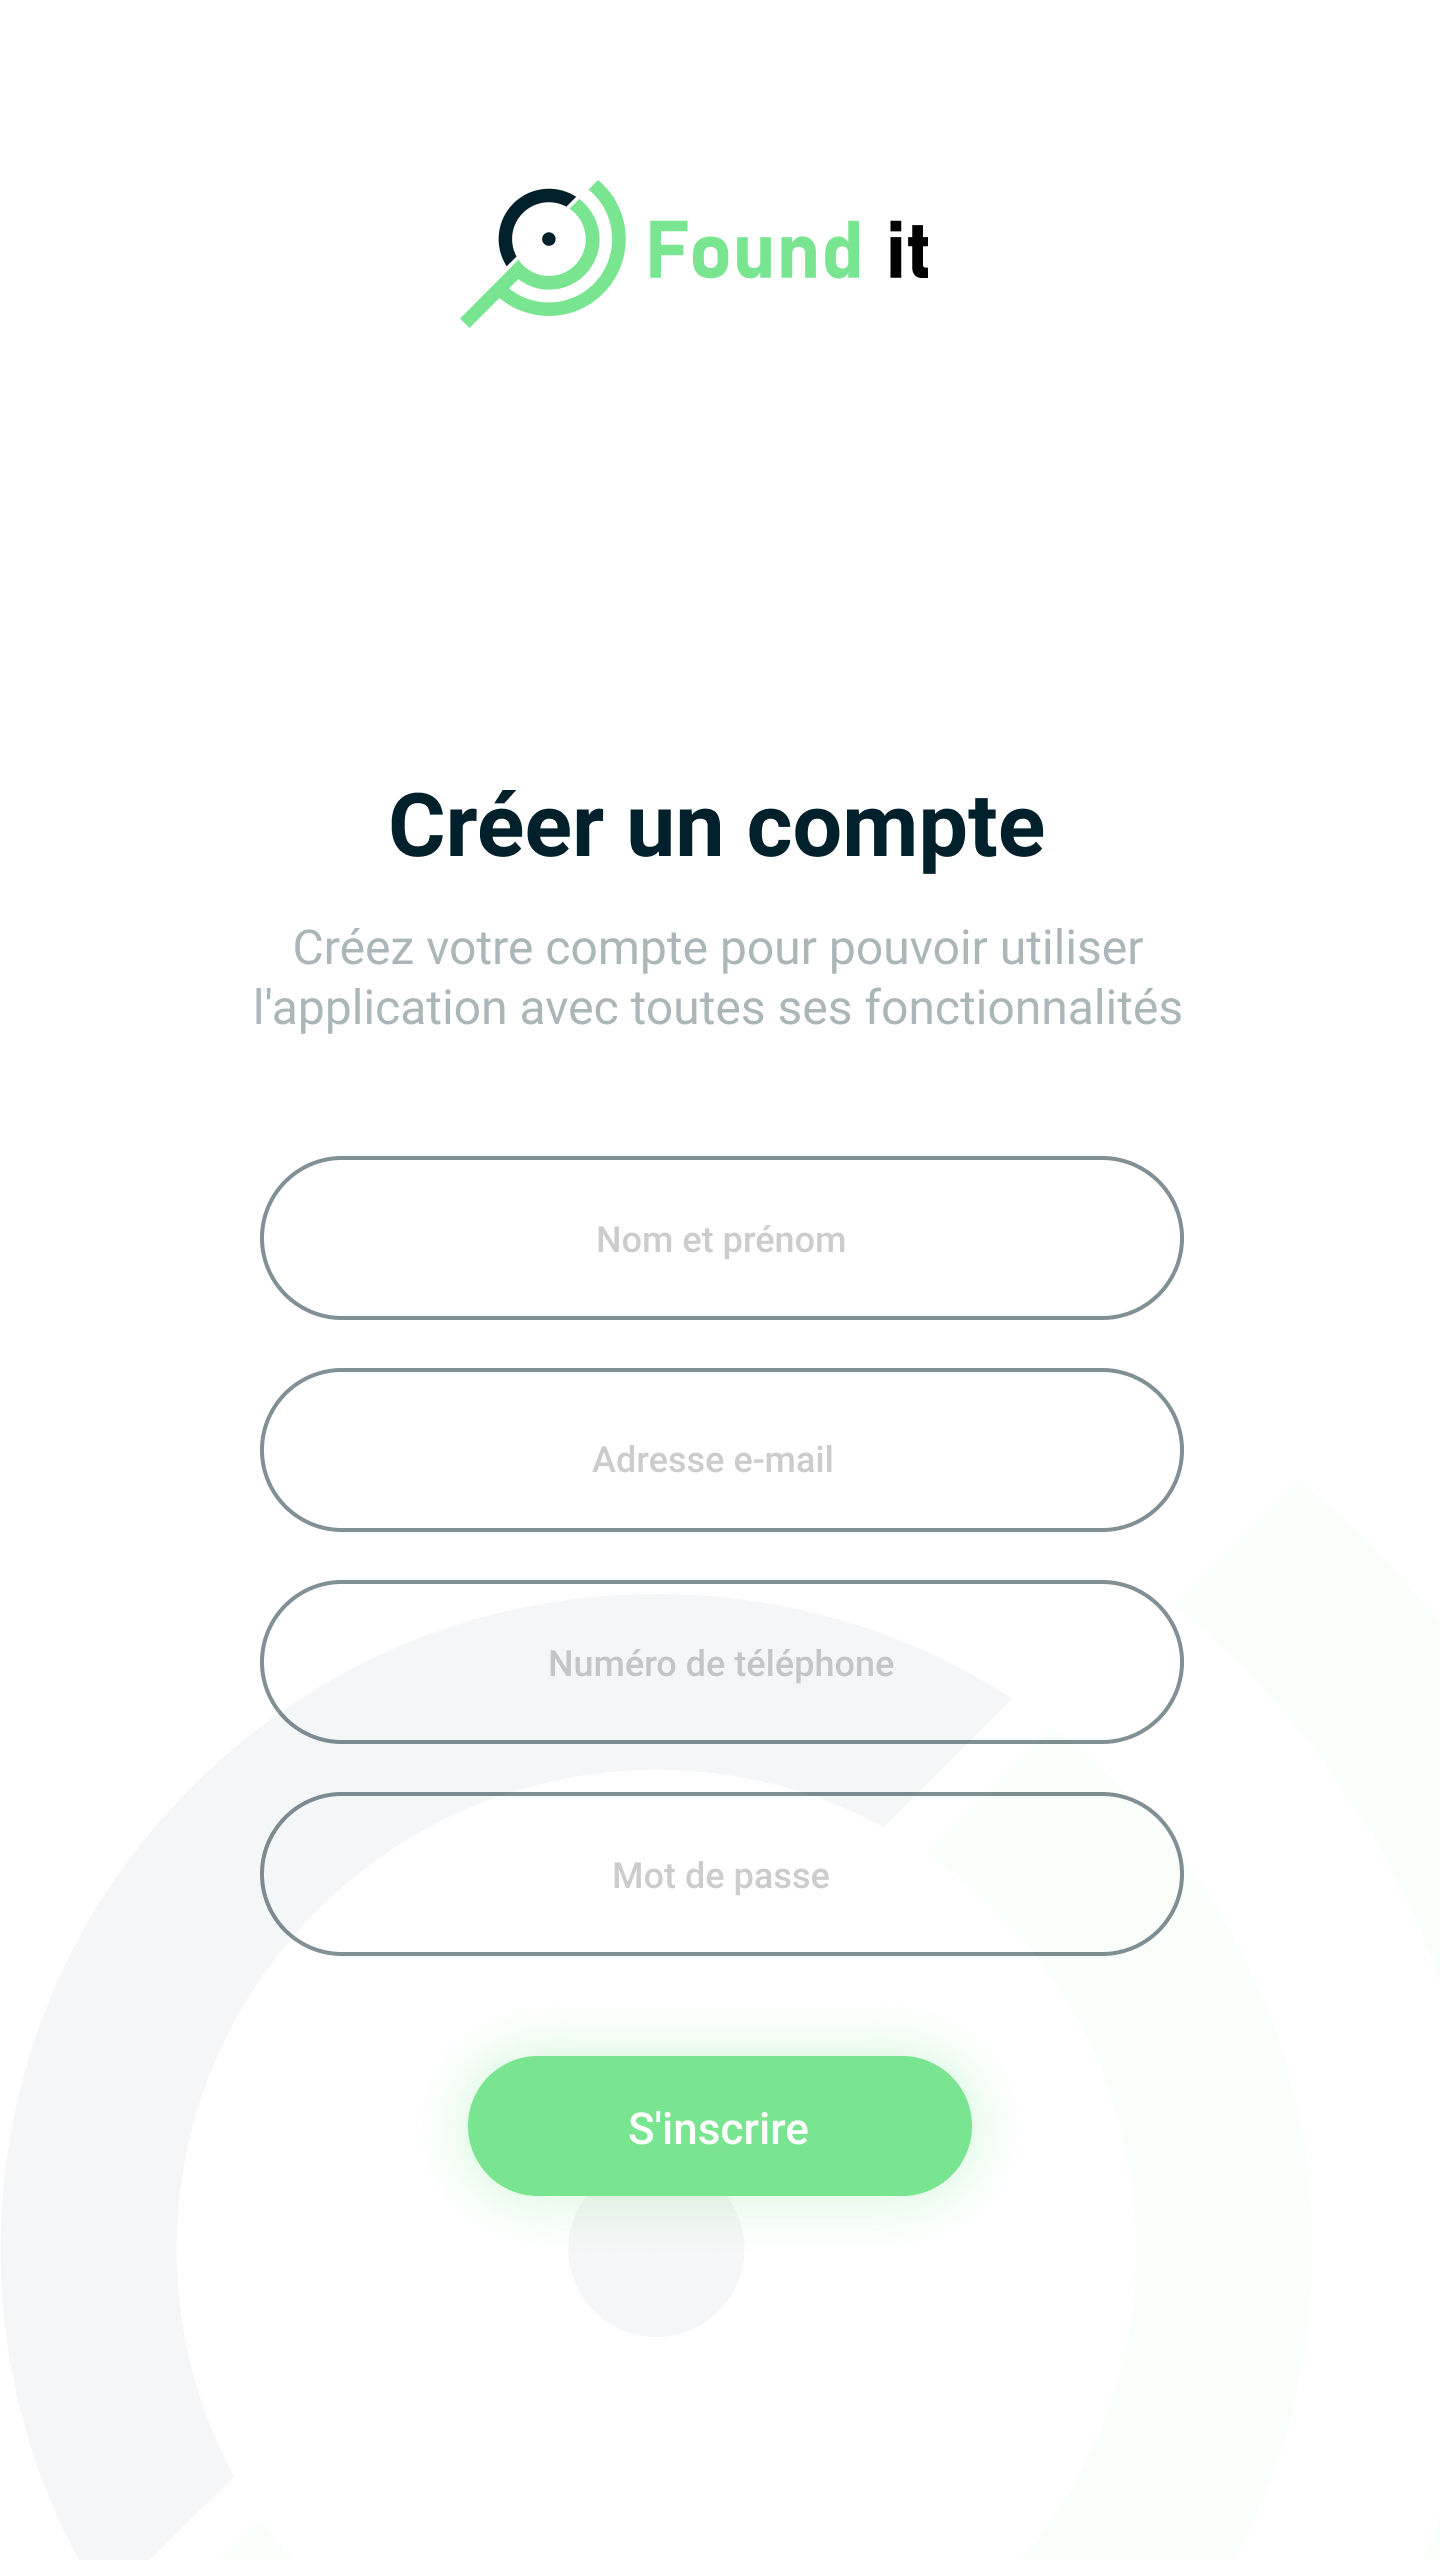 Found it
Créer un compte
Créez votre compte pour pouvoir utiliser
l'application avec toutes ses fonctionnalités
Nom et prénom
Adresse e-mail
Numéro de téléphone
Mot de passe
S'inscrire